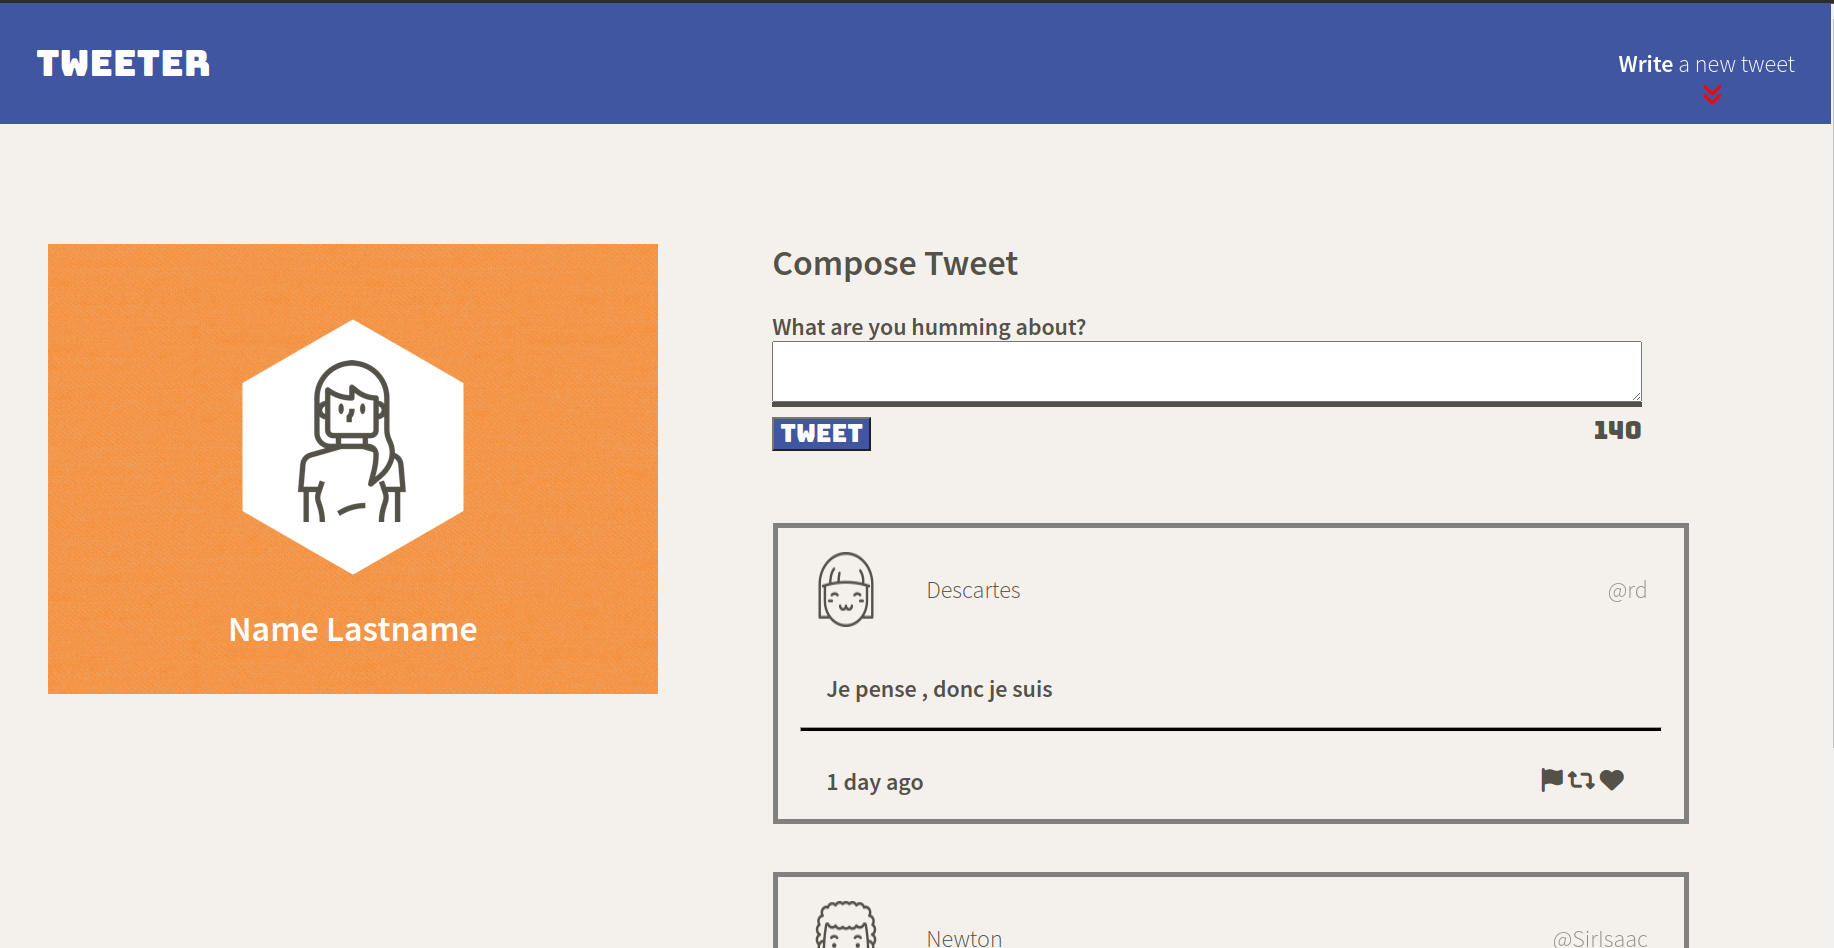 TWEETER
Write a new tweet
Name Lastname
Compose Tweet
What are you humming about?
TWEET
140
Descartes
@rd
Je pense , donc je suis
1 day ago
Newton
@SirIsaac